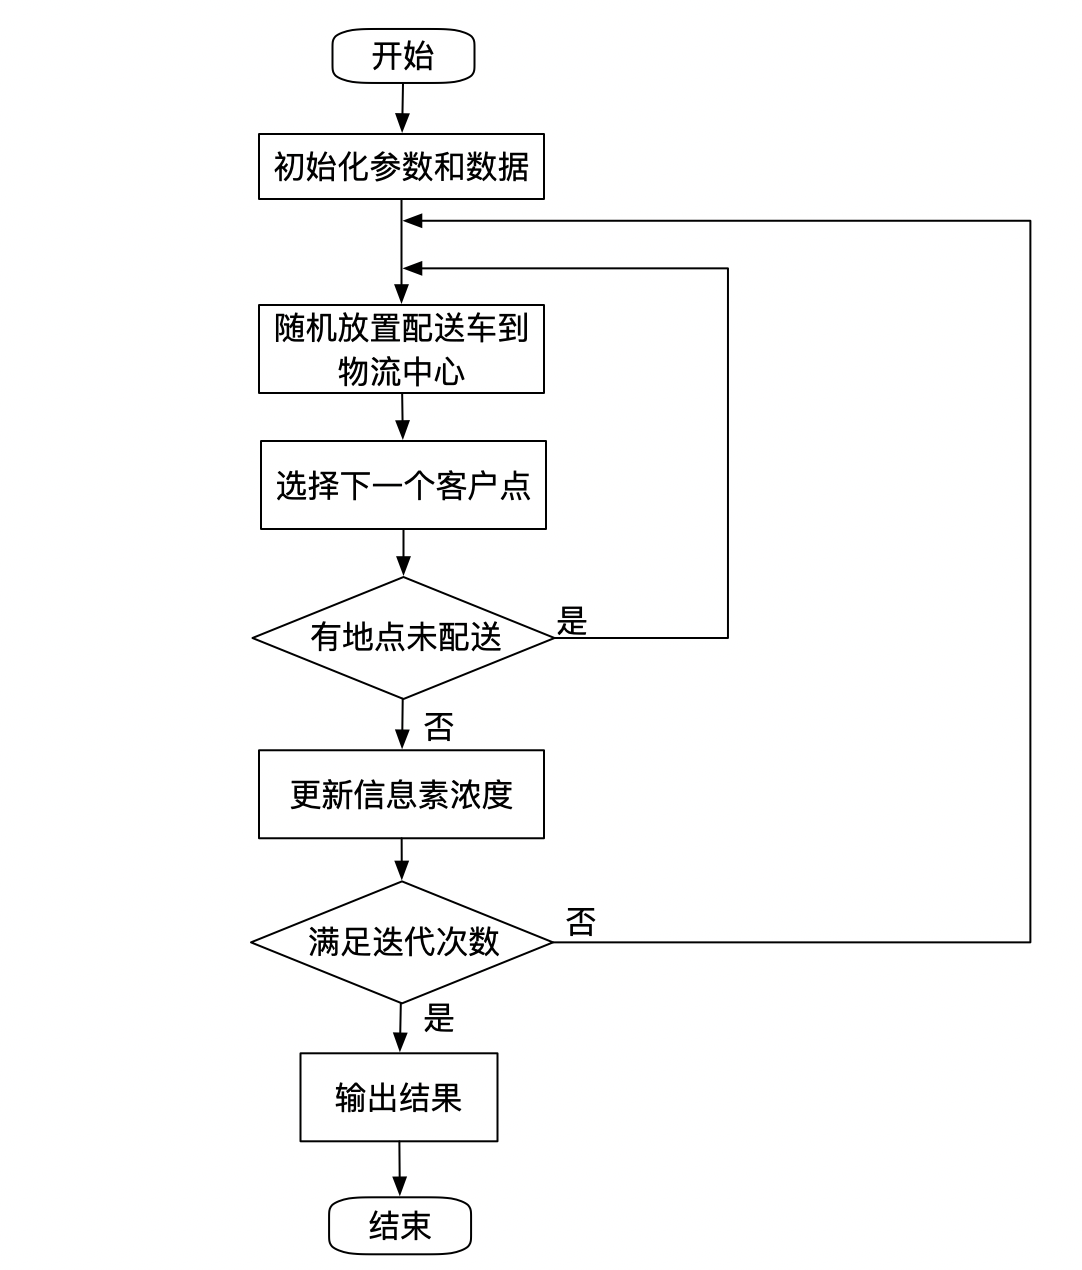 开始
初始化参数和数据
随机放置配送车到
物流中心
选择下一个客户点
有地点未配送
是
否
更新信息素浓度
满足迭代次数
否
是
输出结果
结束